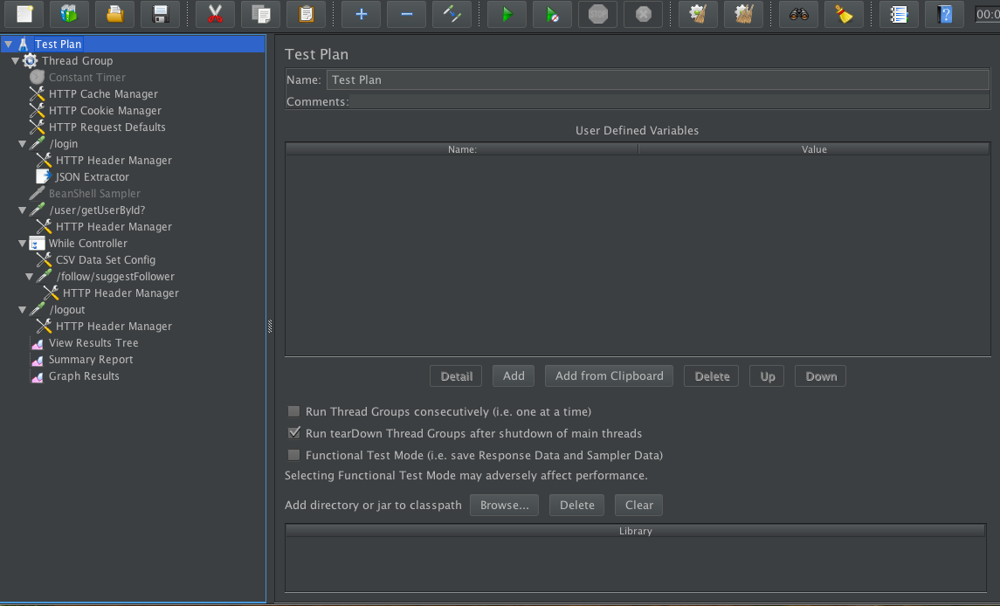 STOP
00:0
Test Plan
Thread Group
Constant Timer
HTTP Cache Manager
HTTP Cookie Manager
HTTP Request Defaults
/login
HTTP Header Manager
JSON Extractor
BeanShell Sampler
/user/getUserById?
HTTP Header Manager
While Controller
CSV Data Set Config
/follow/suggestFollower
HTTP Header Manager
/logout
HTTP Header Manager
View Results Tree
Summary Report
Graph Results
Test Plan
Name: Test Plan
Comments:
User Defined Variables
Name: Value
Detail Add Add from Clipboard Delete Up Down
Run Thread Groups consecutively (i.e. one at a time)
Run tearDown Thread Groups after shutdown of main threads
Functional Test Mode (i.e. save Response Data and Sampler Data)
Selecting Functional Test Mode may adversely affect performance.
Add directory or jar to classpath Browse... Delete Clear
Library